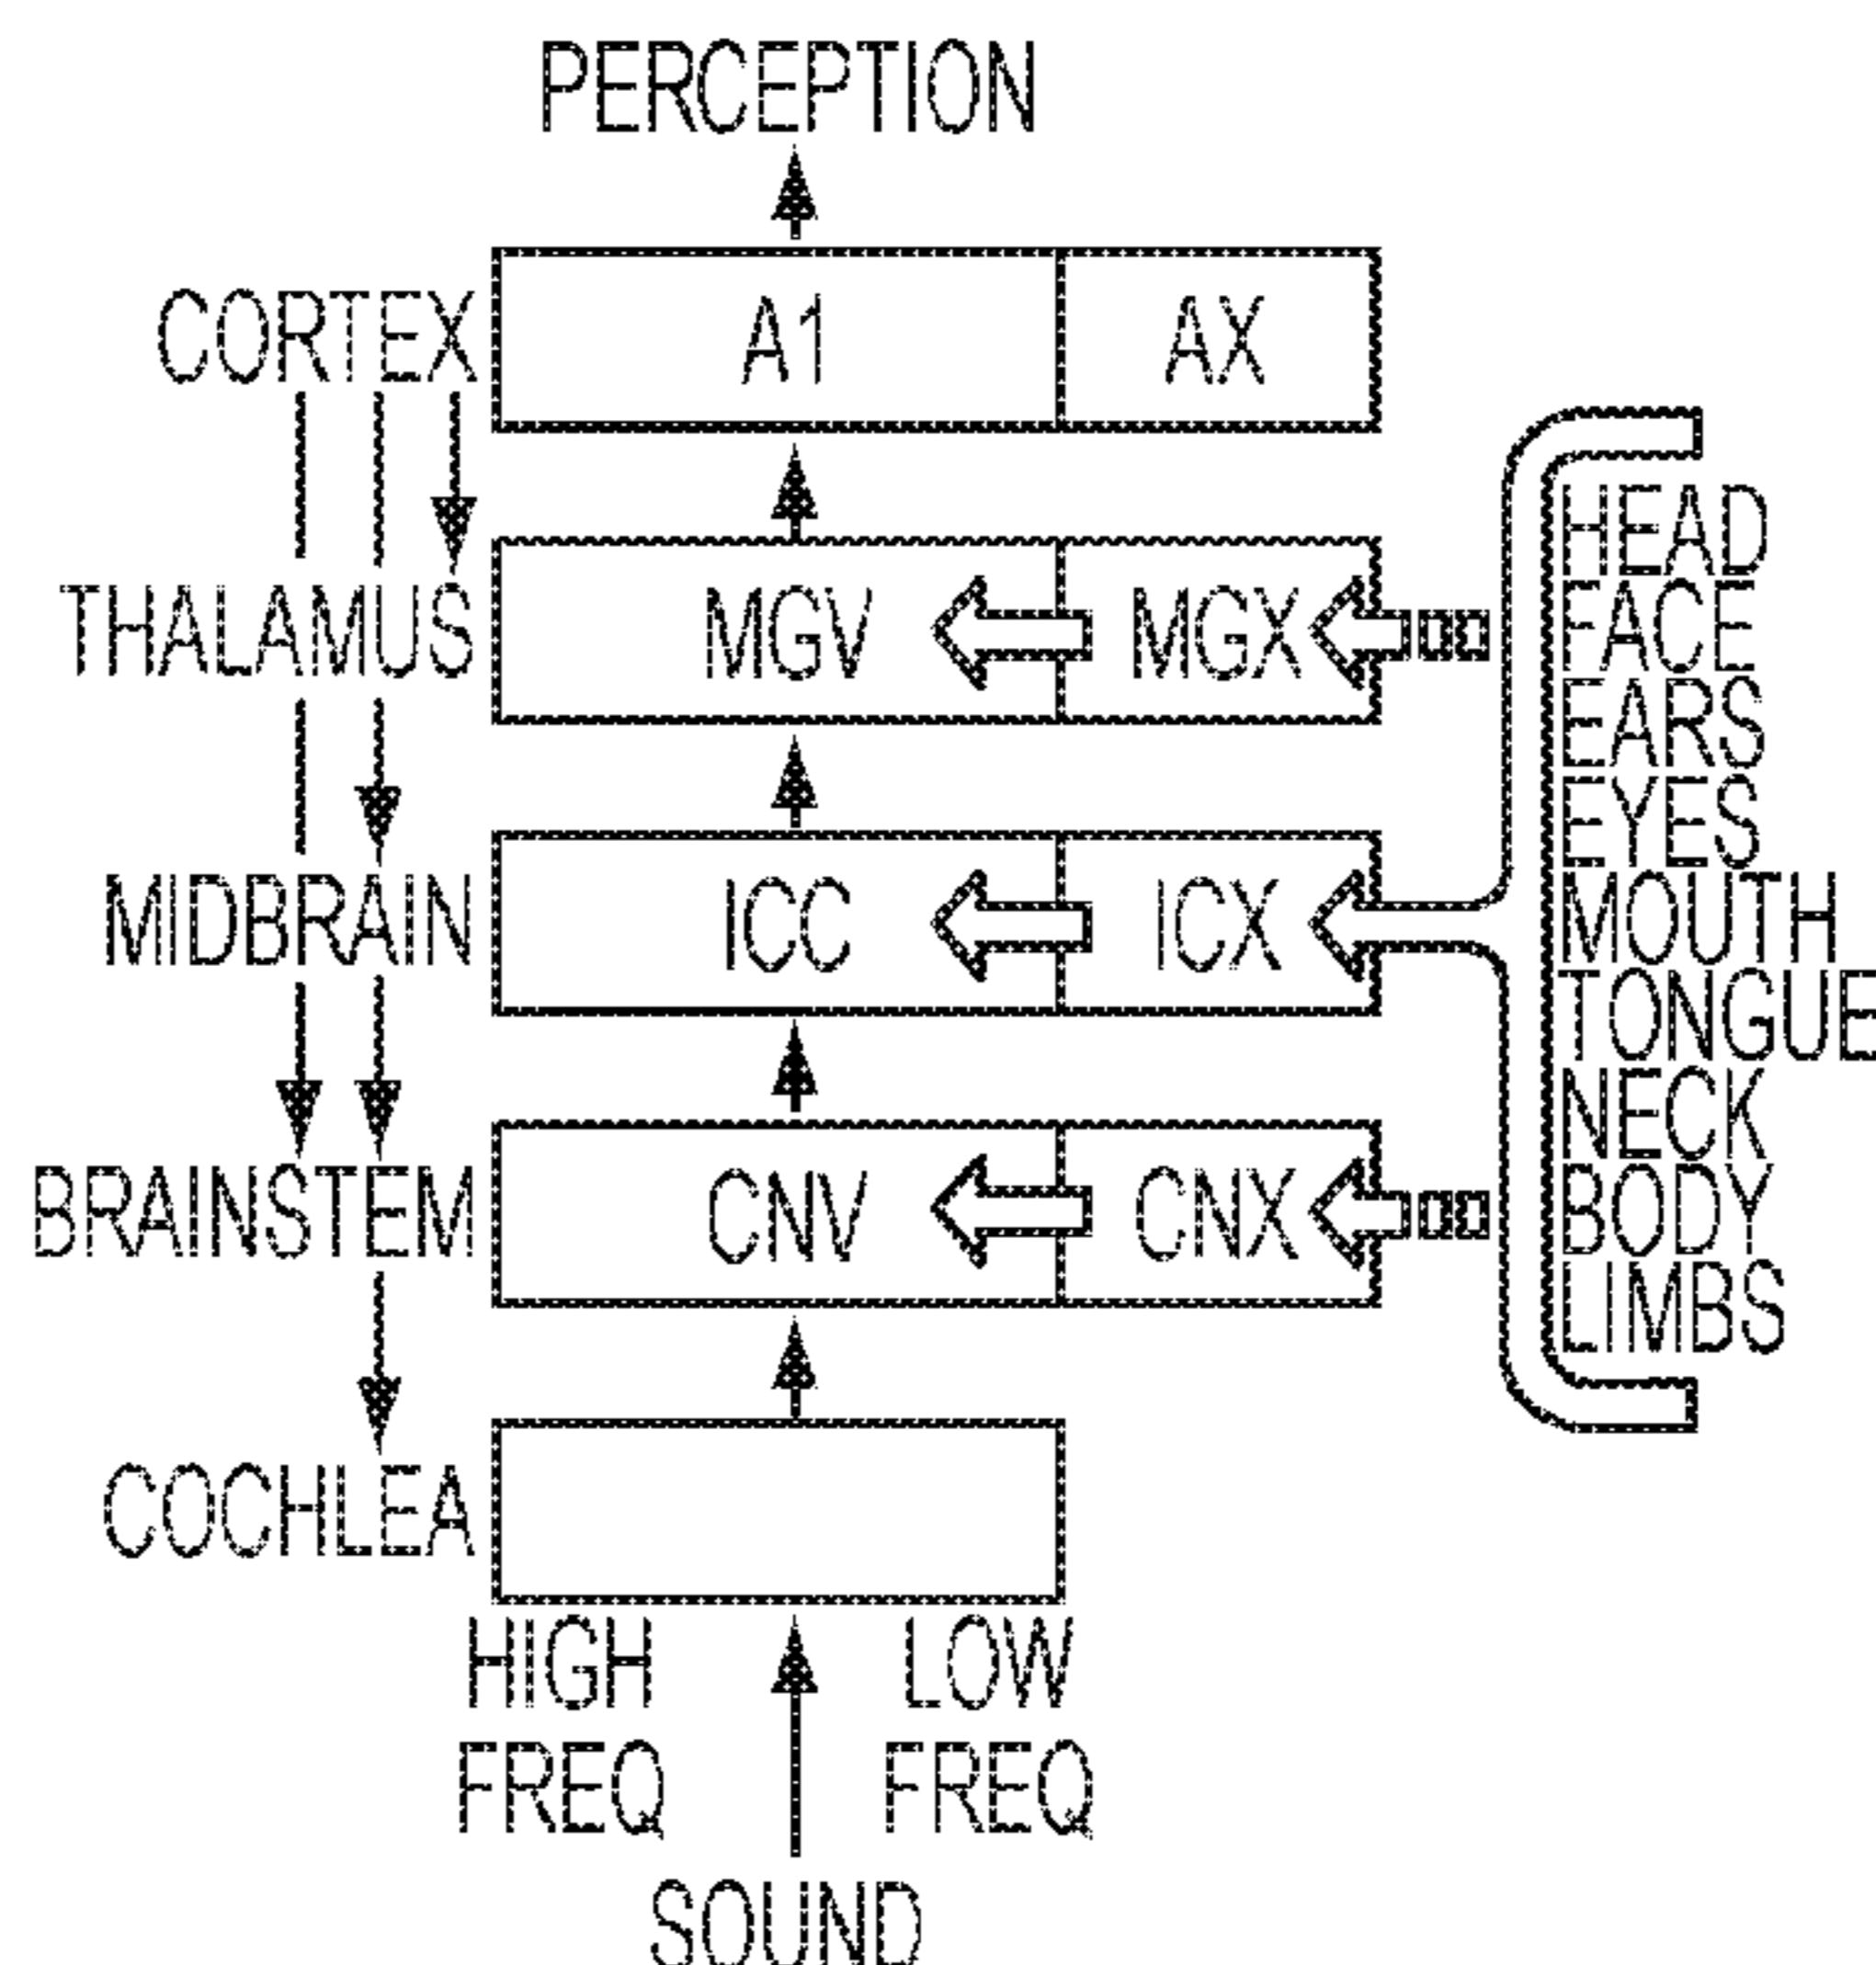 PERCEPTION
CORTEX
A1
AX
THALAMUS
MGV
MGX
MIDBRAIN
ICC
ICX
BRAINSTEM
CNV
CNX
COCHLEA
HEAD
FACE
EARS
EYES
MOUTH
TONGUE
NECK
BODY
LIMBS
HIGH
FREQ
LOW
FREQ
SOUND